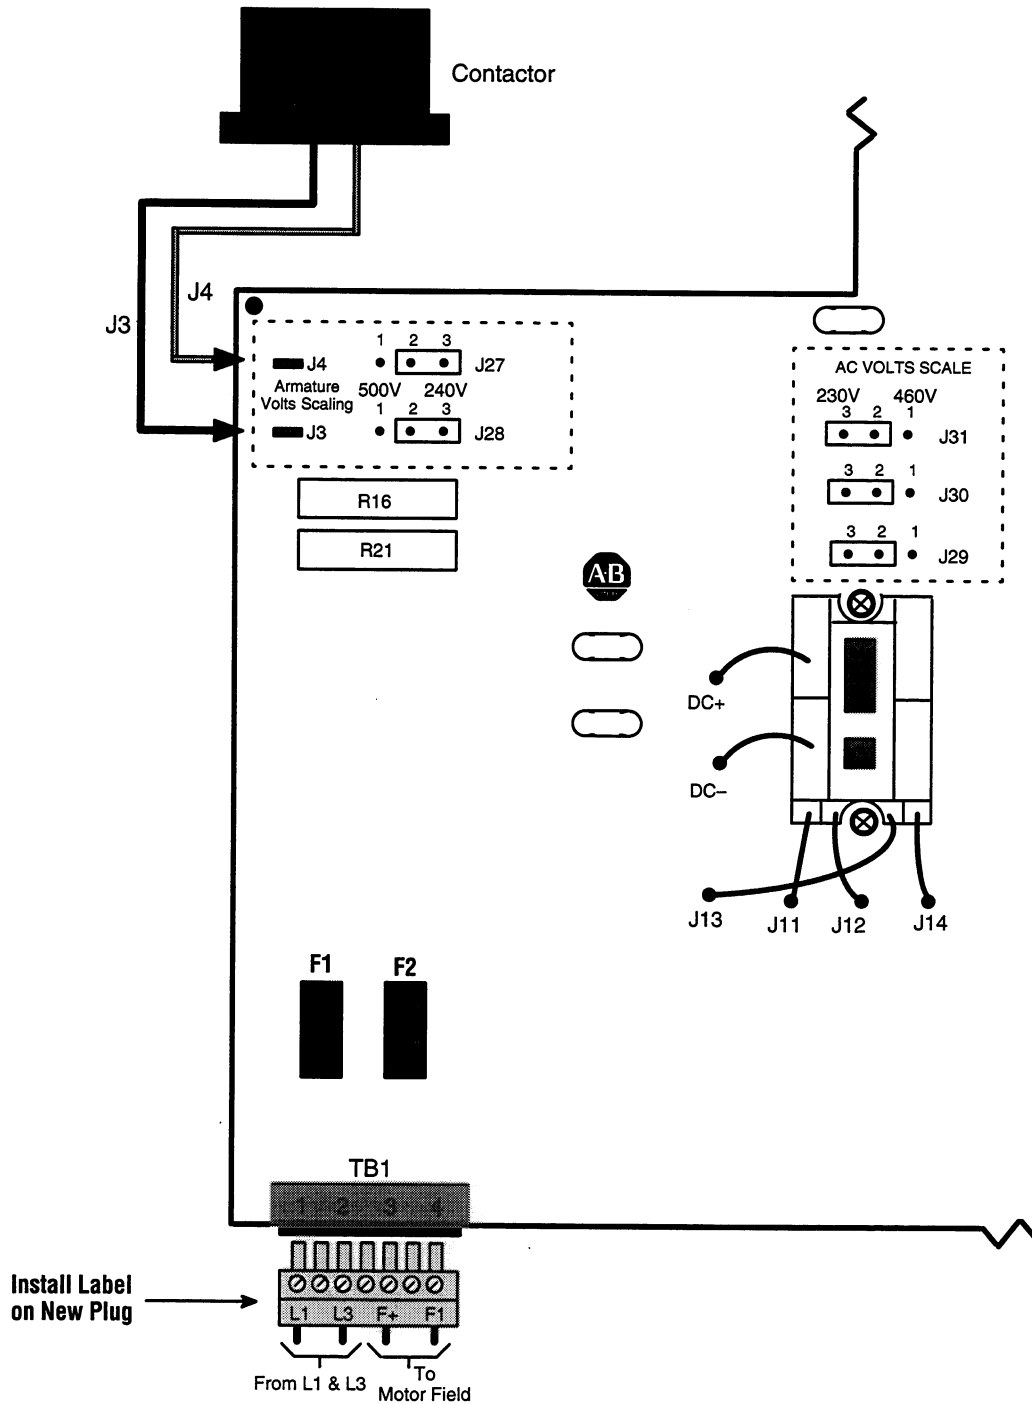 Contactor
J4
J3
1 2 3
J4 J27
Armature
Volts Scaling
500V 240V
1 2 3
J3 J28
R16
R21
AC VOLTS SCALE
230V 460V
3 2 1
J31
3 2 1
J30
3 2 1
J29
A-B
DC+
DC–
J13 J11 J12 J14
F1 F2
TB1
1 2 3 4
Install Label
on New Plug
L1 L3 F+ F1
From L1 & L3
To
Motor Field